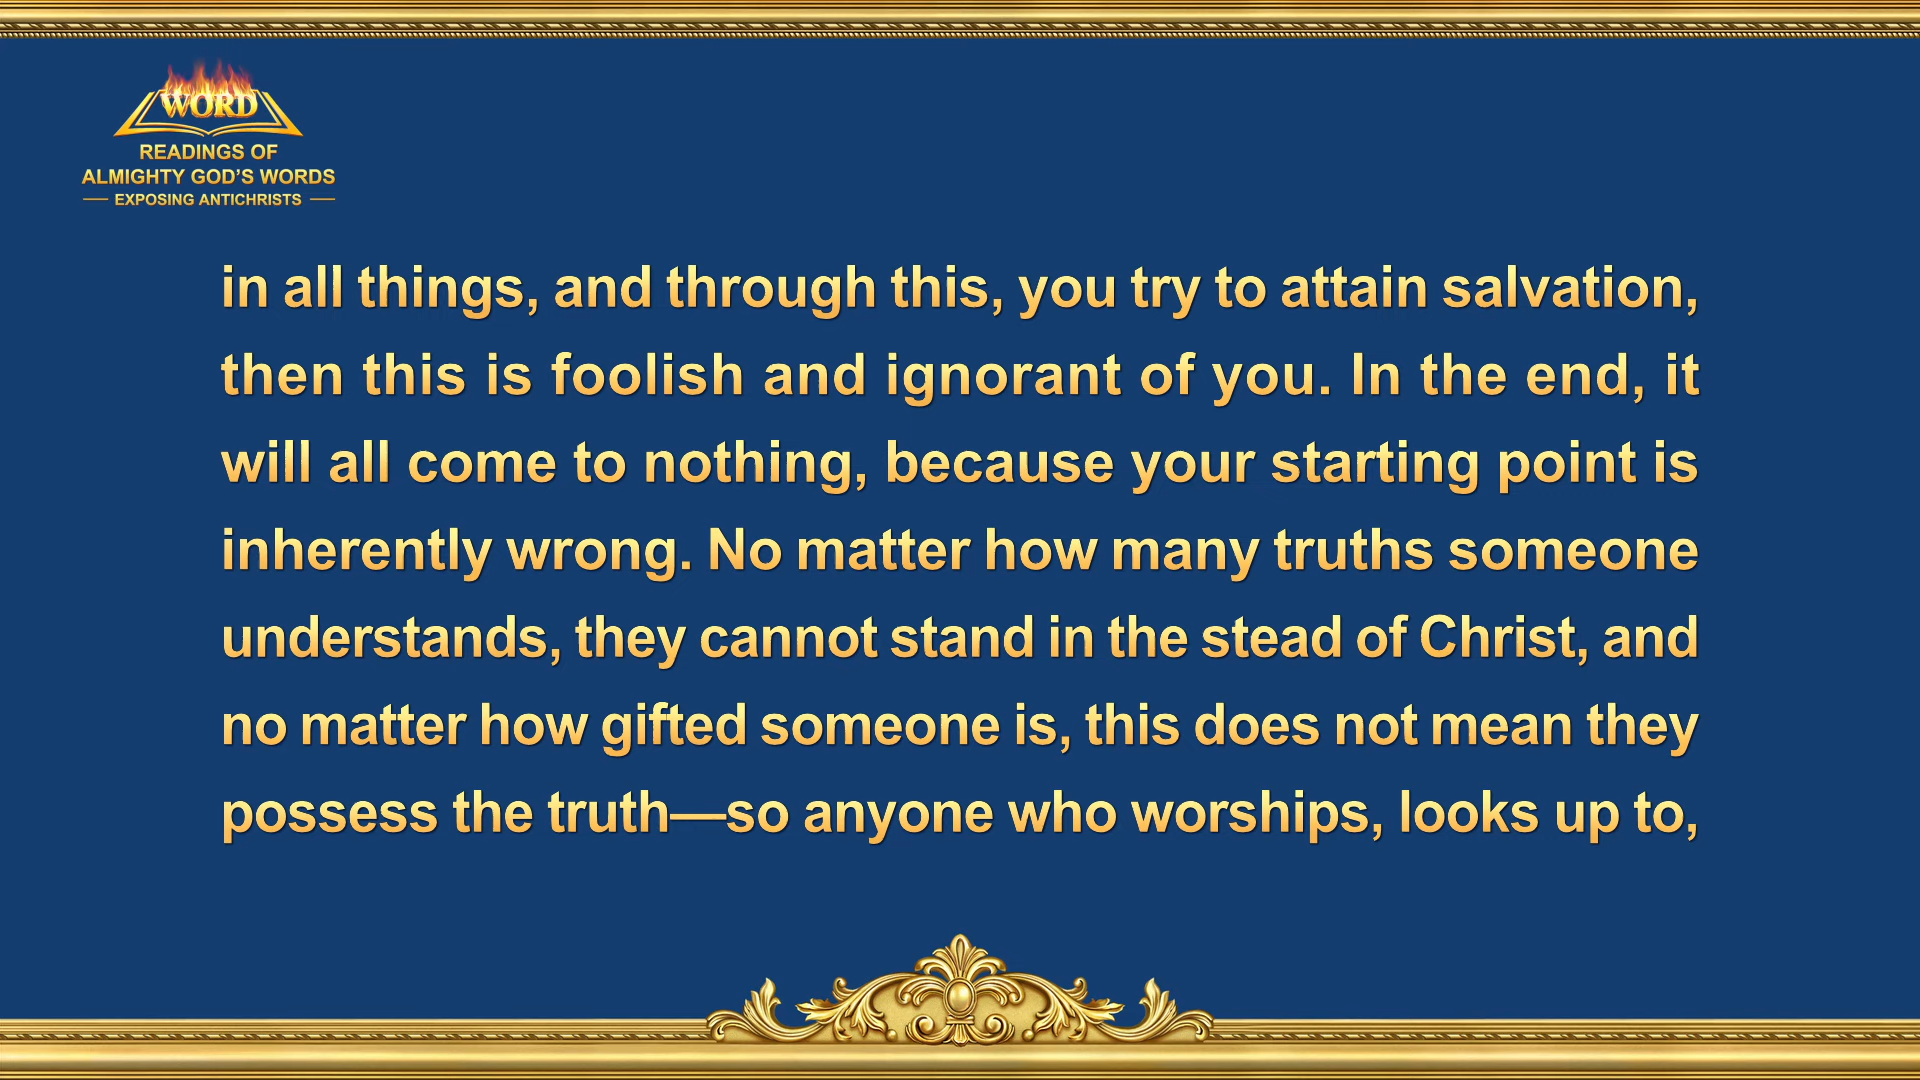 WORD
READINGS OF
ALMIGHTY GOD'S WORDS
EXPOSING ANTICHRISTS
in all things, and through this, you try to attain salvation,
then this is foolish and ignorant of you. In the end, it
will all come to nothing, because your starting point is
inherently wrong. No matter how many truths someone
understands, they cannot stand in the stead of Christ, and
no matter how gifted someone is, this does not mean they
possess the truth—so anyone who worships, looks up to,